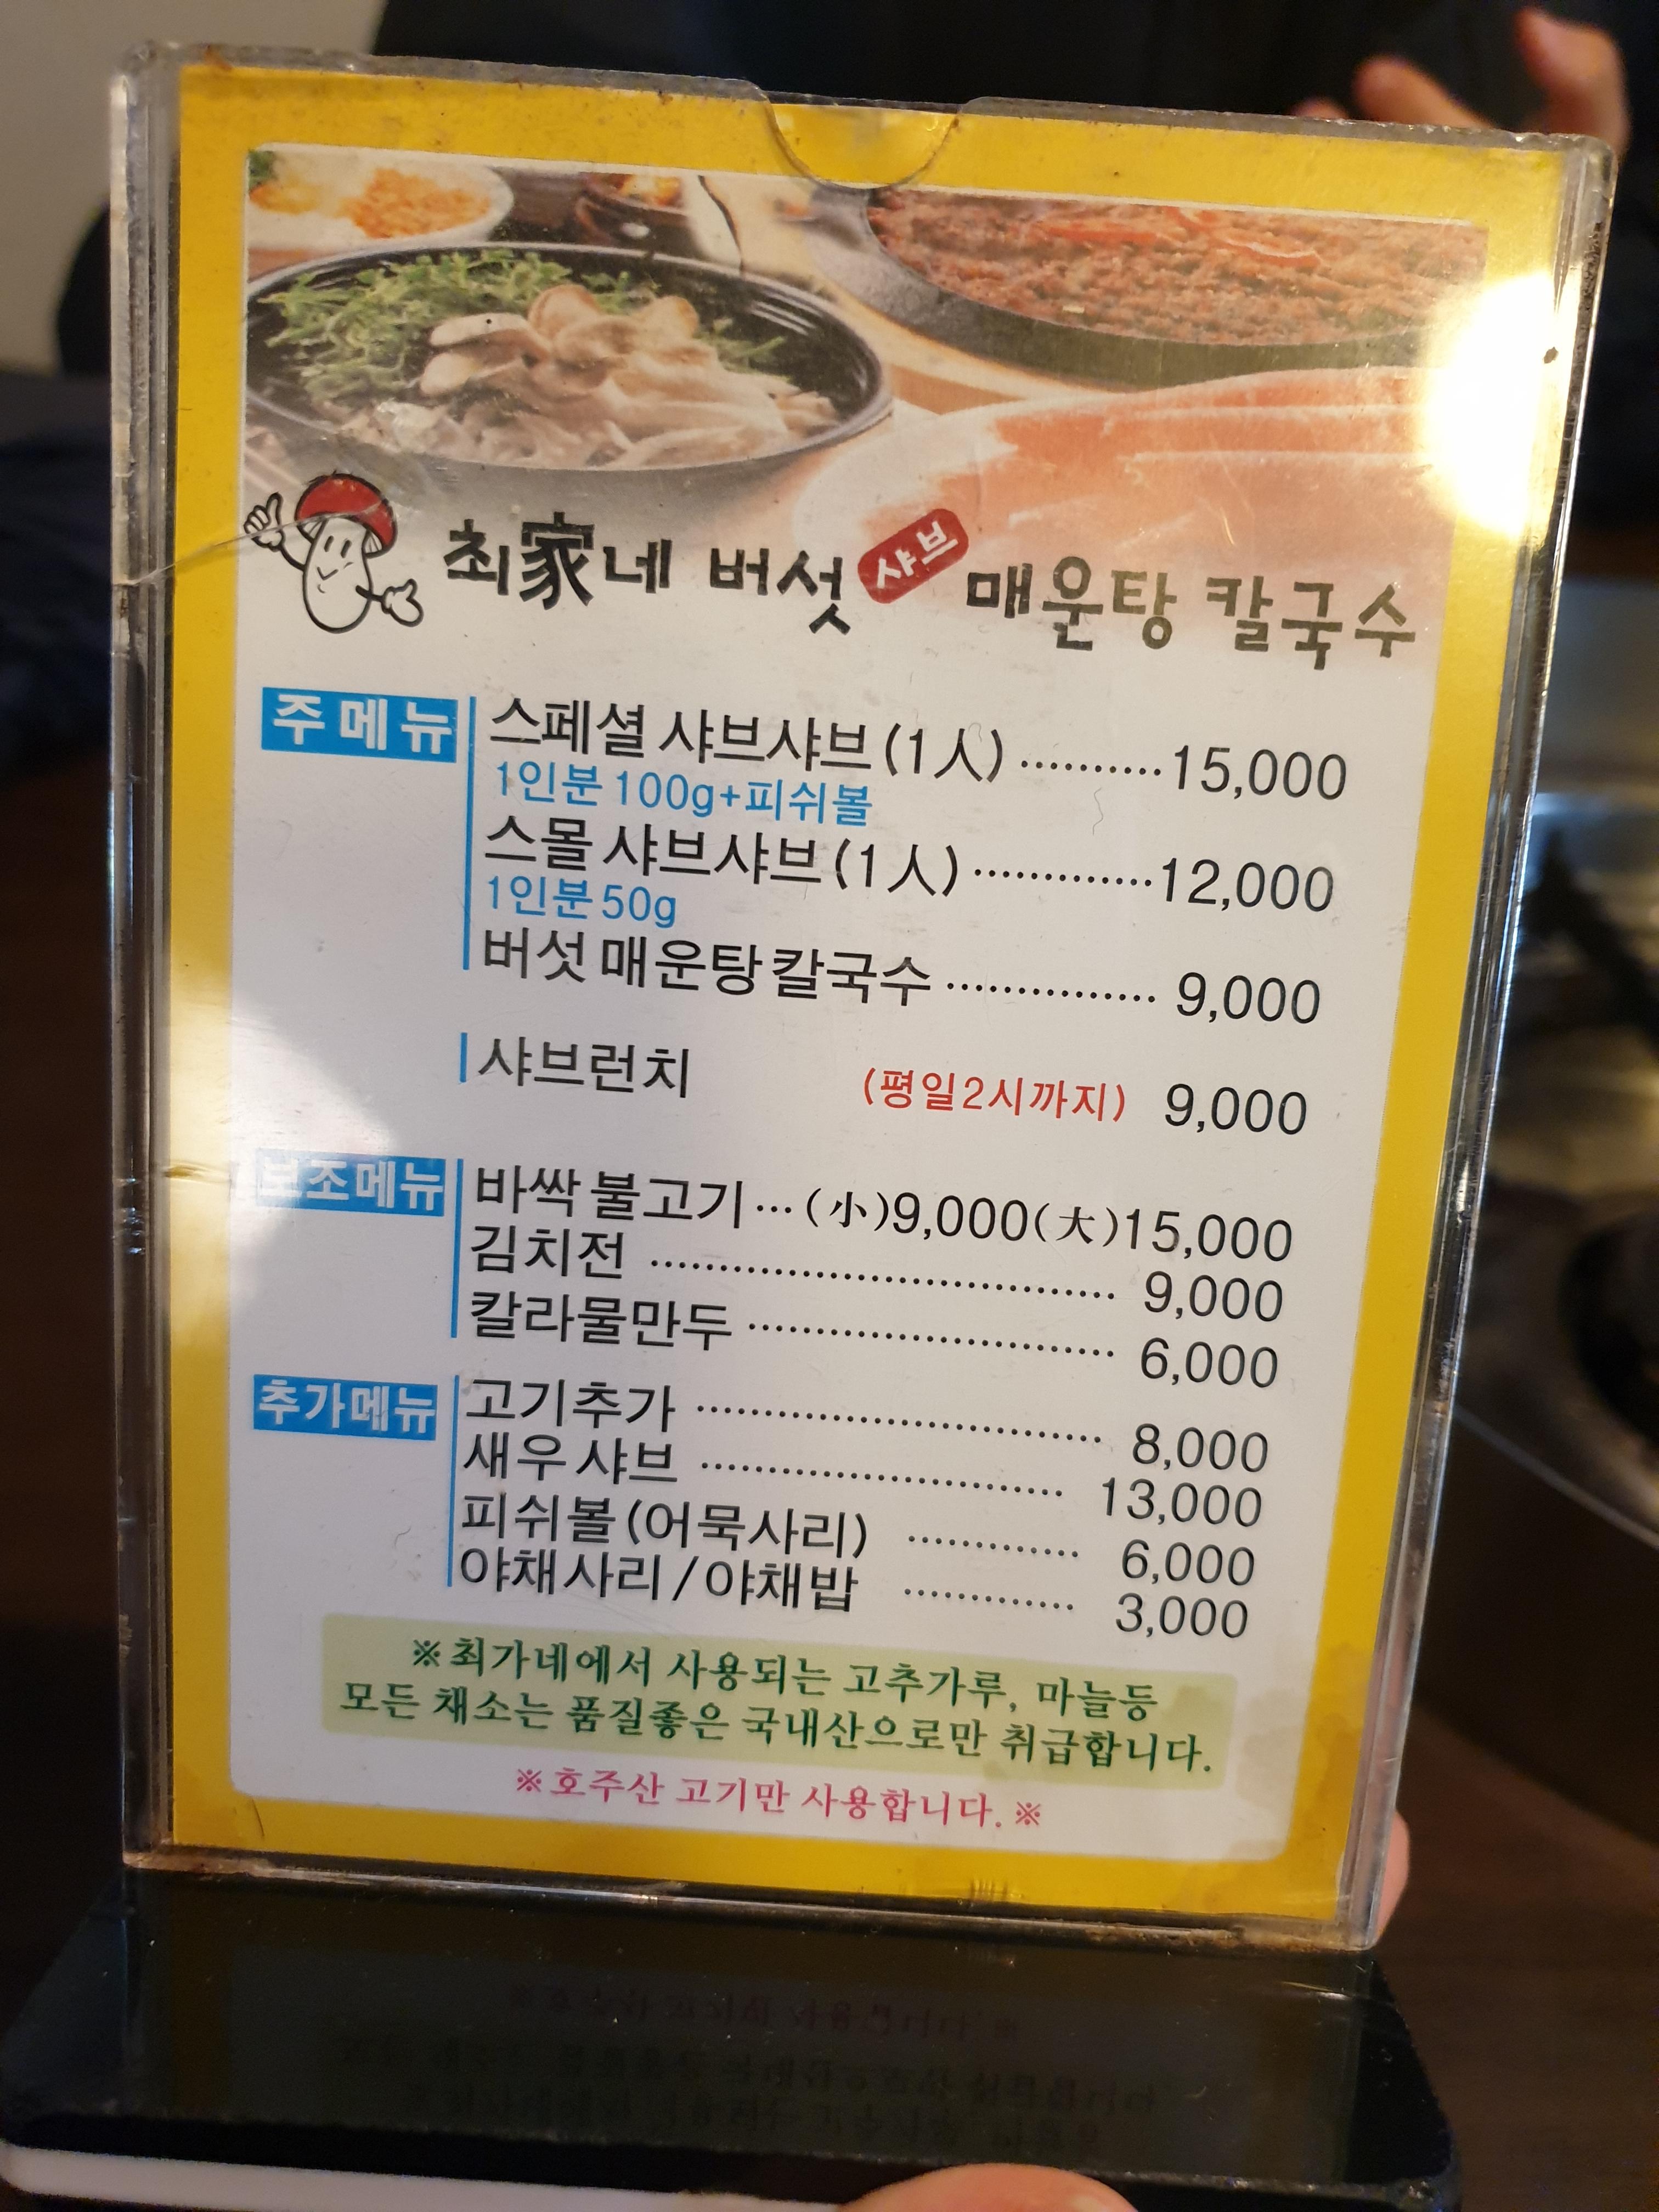 최家네 버섯 샤브 매운탕 칼국수
주메뉴
스페셜 샤브샤브(1人) ·········· 15,000
1인분 100g+피쉬볼
스몰 샤브샤브(1人) ············· 12,000
1인분 50g
버섯 매운탕 칼국수 ··············· 9,000
샤브런치 (평일2시까지) 9,000
보조메뉴
바싹 불고기 ··· (小)9,000(大)15,000
김치전 ································· 9,000
칼라물만두 ·························· 6,000
추가메뉴
고기추가 ····························· 8,000
새우 샤브 ·························· 13,000
피쉬볼(어묵사리) ············· 6,000
야채사리/야채밥 ············· 3,000
※최가네에서 사용되는 고추가루, 마늘등
모든 채소는 품질좋은 국내산으로만 취급합니다.
※호주산 고기만 사용합니다.※